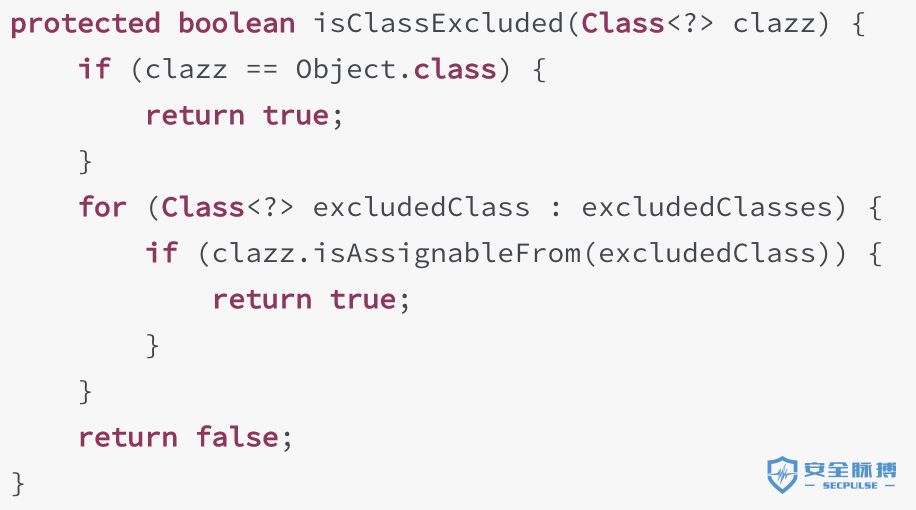 protected boolean isClassExcluded(Class<?> clazz) {
    if (clazz == Object.class) {
        return true;
    }
    for (Class<?> excludedClass : excludedClasses) {
        if (clazz.isAssignableFrom(excludedClass)) {
            return true;
        }
    }
    return false;
}
安全脉搏
SECPULSE